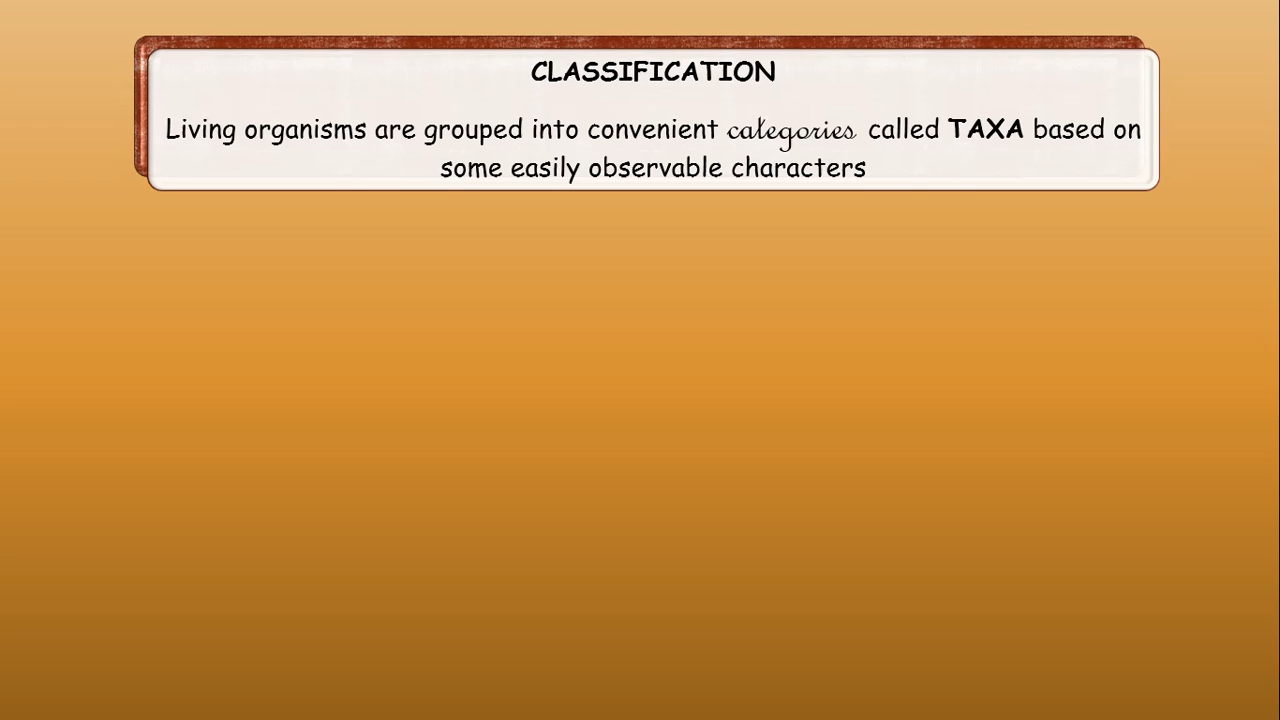 CLASSIFICATION
Living organisms are grouped into convenient categories called TAXA based on
some easily observable characters